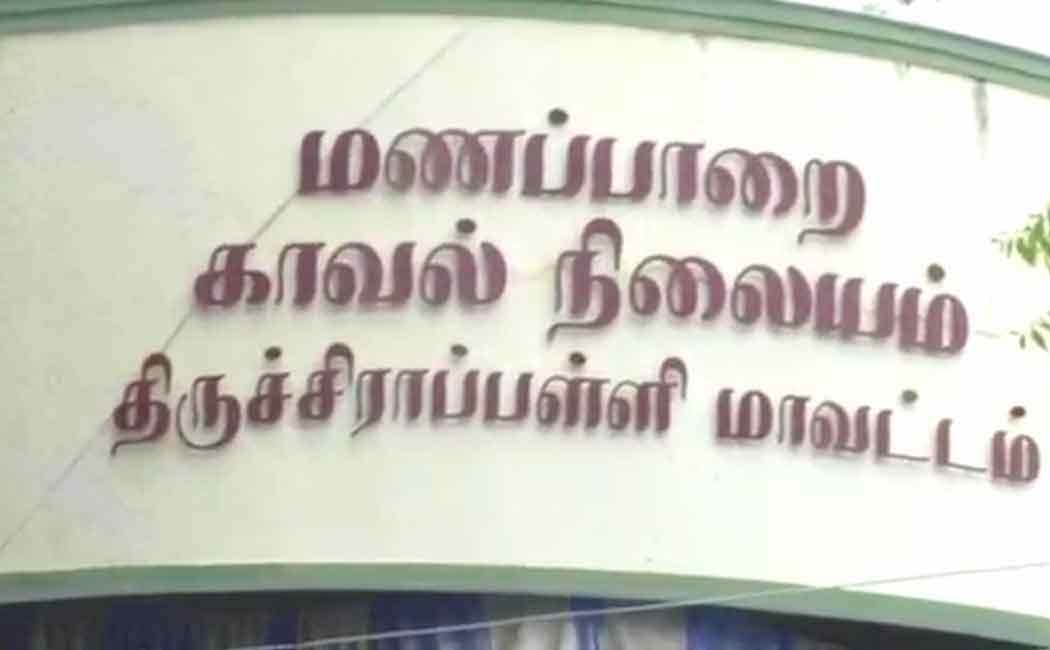 மணப்பாறை
காவல் நிலையம்
திருச்சிராப்பள்ளி மாவட்டம்